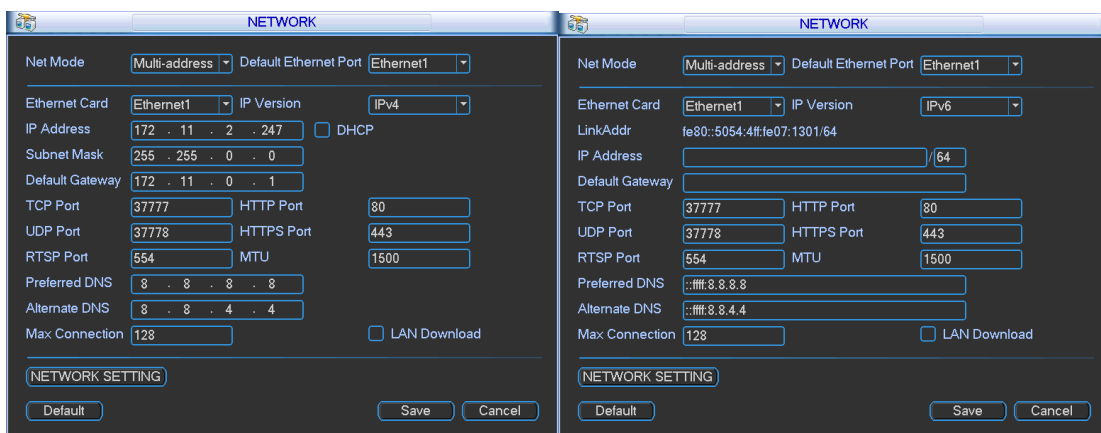 NETWORK
Net Mode Multi-address Default Ethernet Port Ethernet1
Ethernet Card Ethernet1 IP Version IPv4
IP Address 172 . 11 . 2 . 247 DHCP
Subnet Mask 255 . 255 . 0 . 0
Default Gateway 172 . 11 . 0 . 1
TCP Port 37777 HTTP Port 80
UDP Port 37778 HTTPS Port 443
RTSP Port 554 MTU 1500
Preferred DNS 8 . 8 . 8 . 8
Alternate DNS 8 . 8 . 4 . 4
Max Connection 128 LAN Download
NETWORK SETTING
Default Save Cancel
NETWORK
Net Mode Multi-address Default Ethernet Port Ethernet1
Ethernet Card Ethernet1 IP Version IPv6
LinkAddr fe80::5054:4ff:fe07:1301/64
IP Address / 64
Default Gateway
TCP Port 37777 HTTP Port 80
UDP Port 37778 HTTPS Port 443
RTSP Port 554 MTU 1500
Preferred DNS ::ffff:8.8.8.8
Alternate DNS ::ffff:8.8.4.4
Max Connection 128 LAN Download
NETWORK SETTING
Default Save Cancel